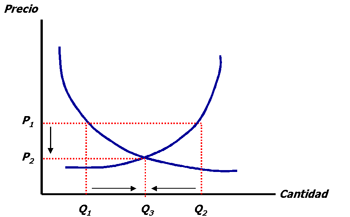 Precio
P1
P2
Cantidad
Q1 Q3 Q2